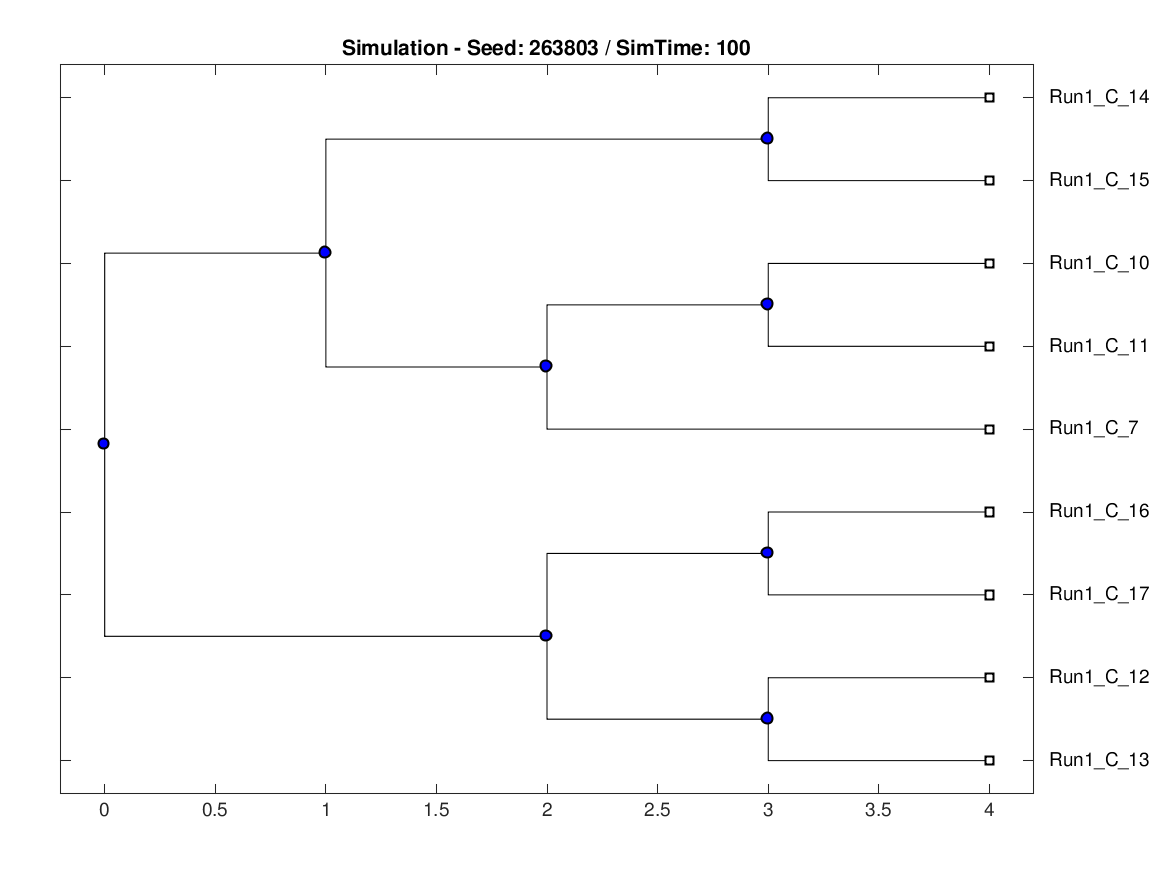 Simulation - Seed: 263803 / SimTime: 100
Run1_C_14
Run1_C_15
Run1_C_10
Run1_C_11
Run1_C_7
Run1_C_16
Run1_C_17
Run1_C_12
Run1_C_13
0 0.5 1 1.5 2 2.5 3 3.5 4